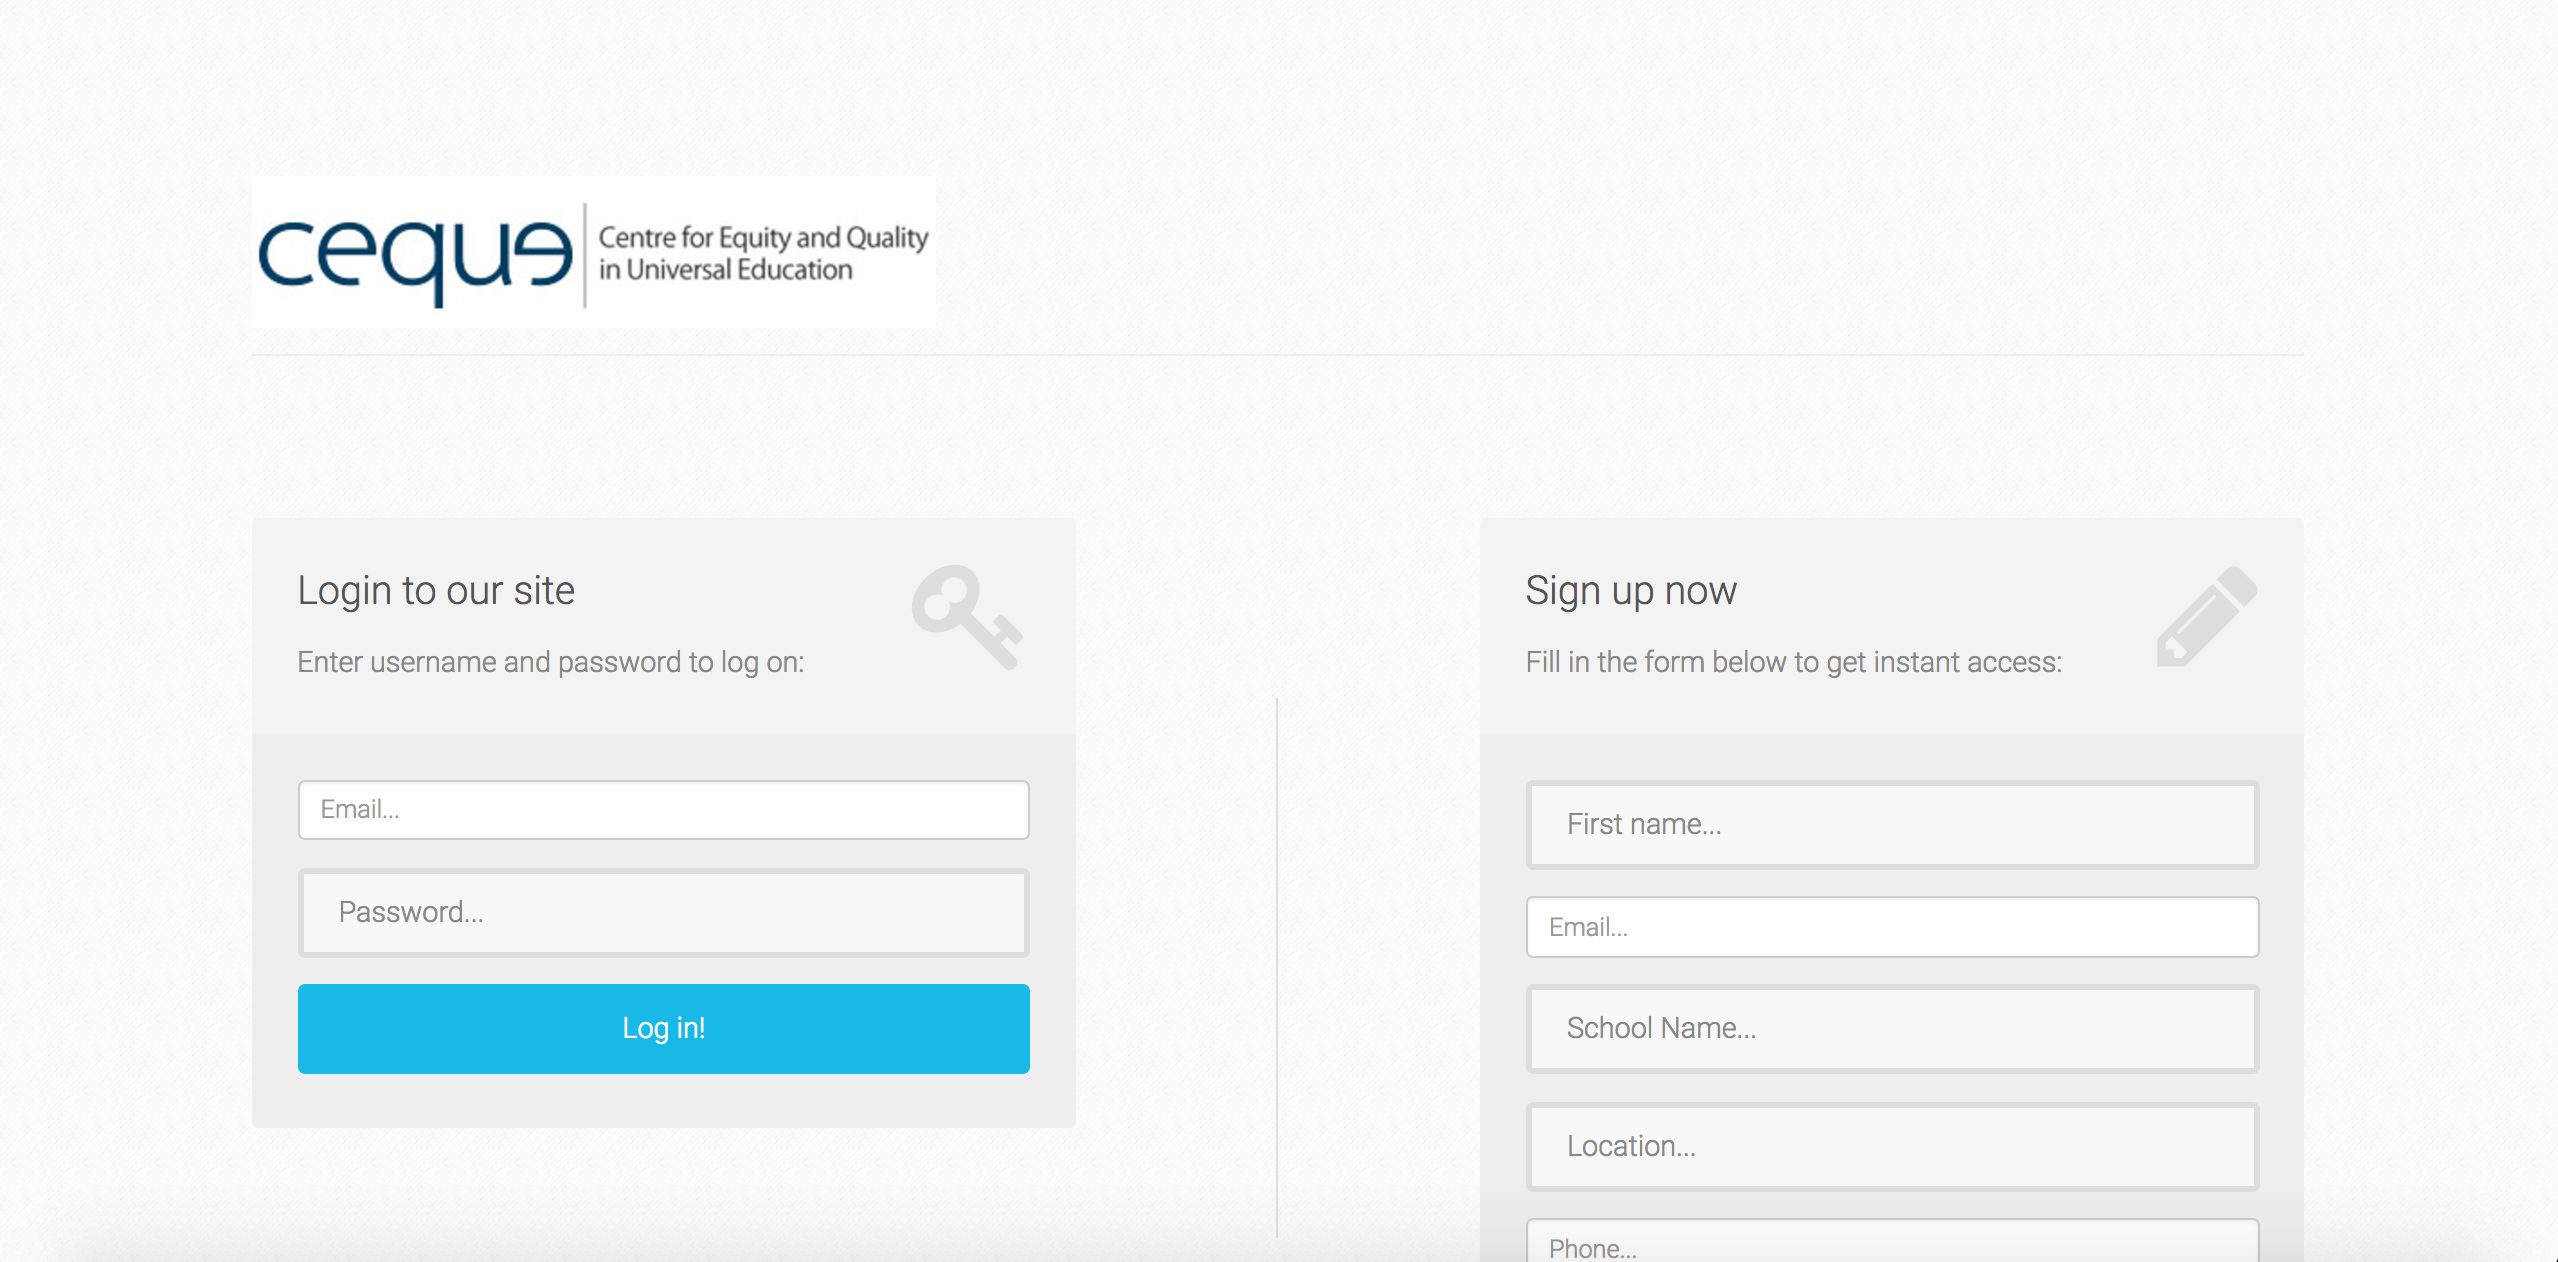 ceque
Centre for Equity and Quality
in Universal Education
Login to our site
Enter username and password to log on:
Email...
Password...
Log in!
Sign up now
Fill in the form below to get instant access:
First name...
Email...
School Name...
Location...
Phone...